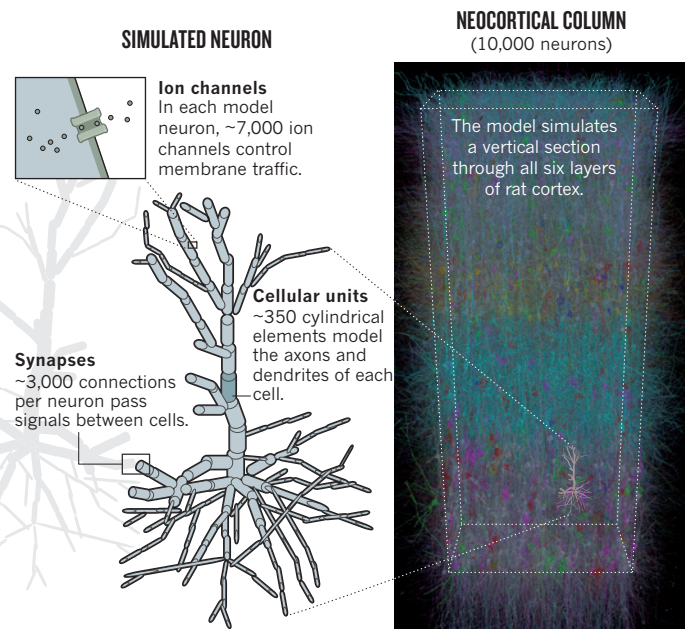 SIMULATED NEURON
Ion channels
In each model
neuron, ~7,000 ion
channels control
membrane traffic.
Cellular units
~350 cylindrical
elements model
the axons and
dendrites of each
cell.
Synapses
~3,000 connections
per neuron pass
signals between cells.
NEOCORTICAL COLUMN
(10,000 neurons)
The model simulates
a vertical section
through all six layers
of rat cortex.